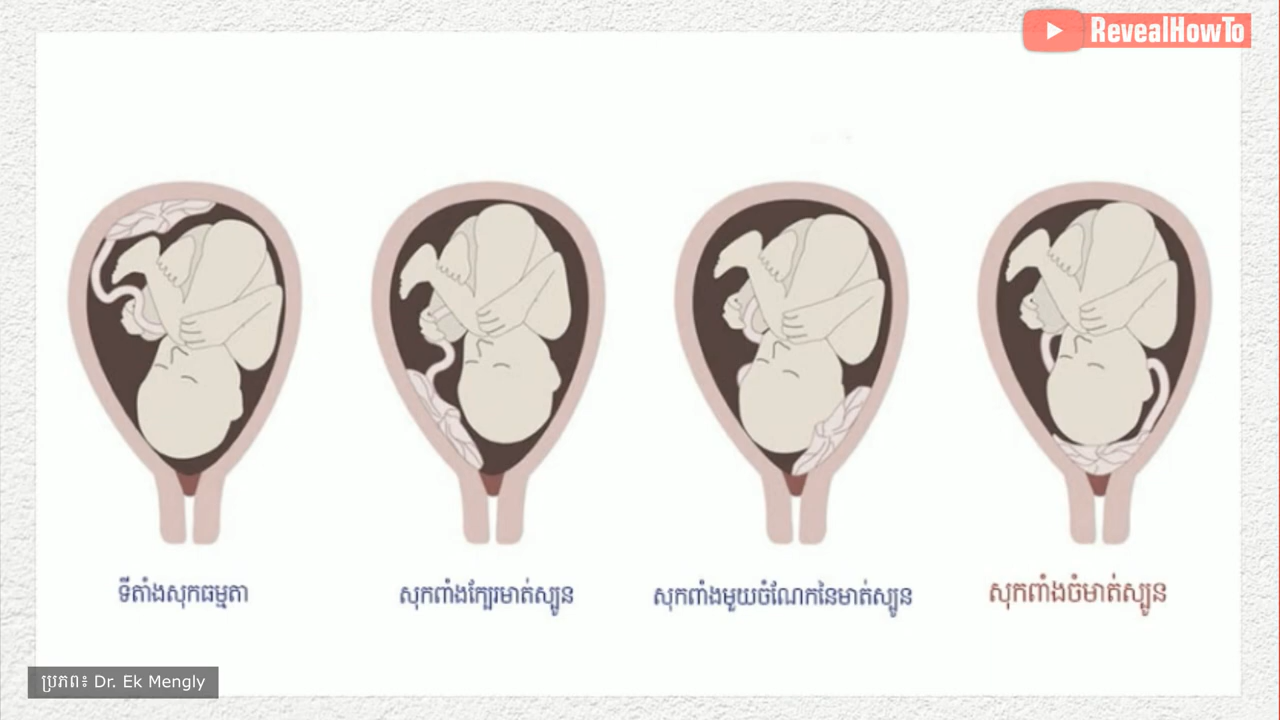 RevealHowTo
ទីតាំងសុកធម្មតា
សុកពាំងក្បែរមាត់ស្បូន
សុកពាំងមួយចំណែកនៃមាត់ស្បូន
សុកពាំងចំមាត់ស្បូន
ប្រភព៖ Dr. Ek Mengly